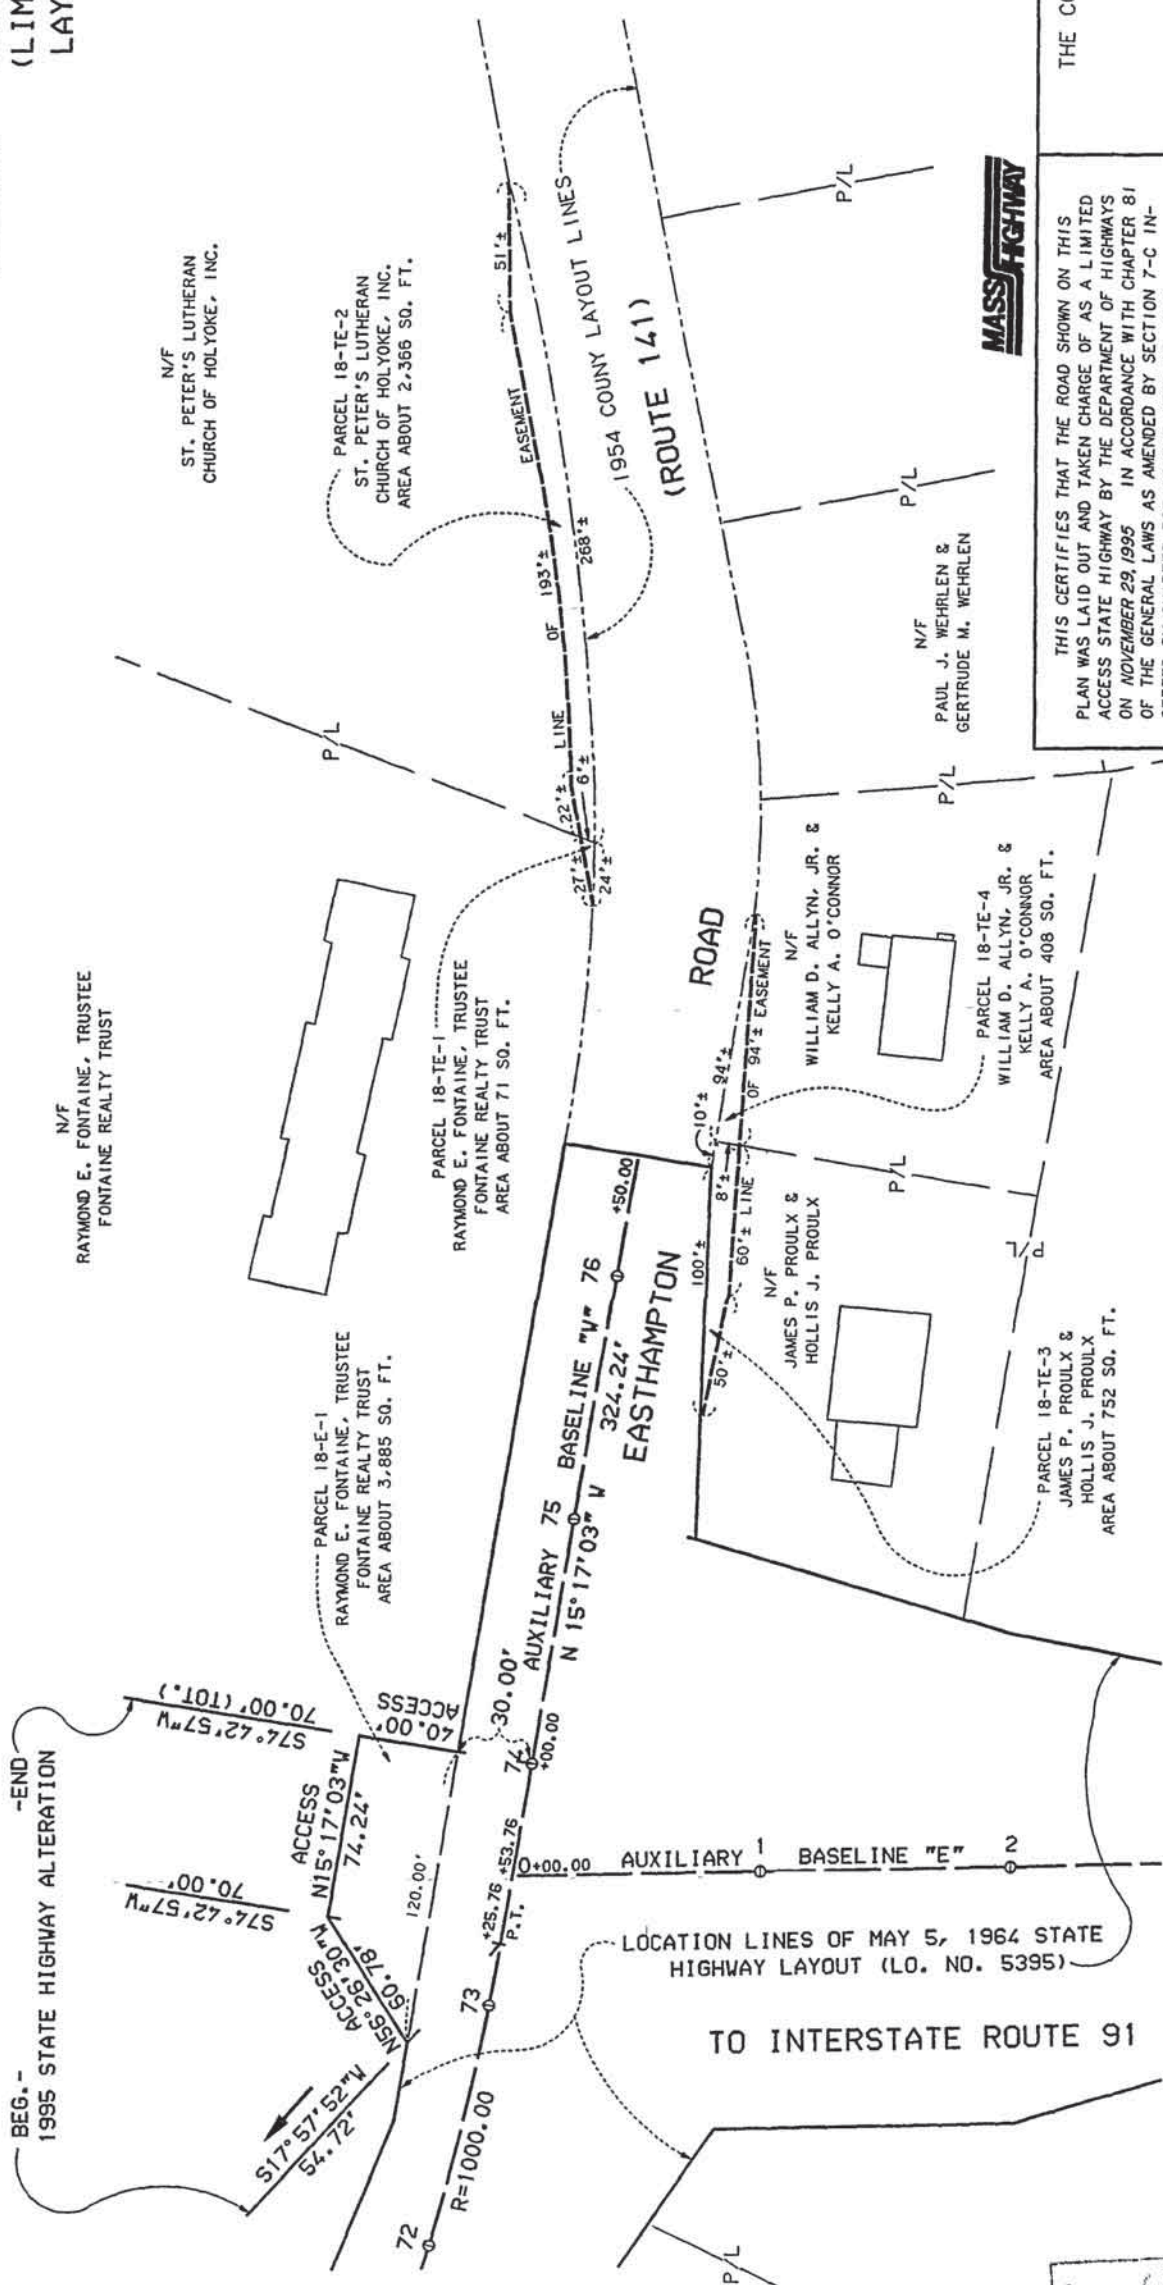 (LIM
LAY
BEG.-
-END
1995 STATE HIGHWAY ALTERATION
N/F
RAYMOND E. FONTAINE, TRUSTEE
FONTAINE REALTY TRUST
N/F
ST. PETER'S LUTHERAN
CHURCH OF HOLYOKE, INC.
S17°57'52"W
54.72'
S74°42'57"W
70.00'
S74°42'57"W
70.00' (TOT.)
ACCESS
N56°26'30"W
60.78'
ACCESS
N15°17'03"W
74.24'
40.00'
ACCESS
120.00'
30.00'
PARCEL 18-E-1
RAYMOND E. FONTAINE, TRUSTEE
FONTAINE REALTY TRUST
AREA ABOUT 3,885 SQ. FT.
PARCEL 18-TE-1
RAYMOND E. FONTAINE, TRUSTEE
FONTAINE REALTY TRUST
AREA ABOUT 71 SQ. FT.
PARCEL 18-TE-2
ST. PETER'S LUTHERAN
CHURCH OF HOLYOKE, INC.
AREA ABOUT 2,366 SQ. FT.
P/L
27'±
22'±
LINE
OF
193'±
EASEMENT
51'±
24'±
6'±
268'±
1954 COUNY LAYOUT LINES
(ROUTE 141)
72
R=1000.00
73
+25.76
P.T.
+53.76
74
+00.00
AUXILIARY
75
BASELINE "W"
76
+50.00
N 15°17'03" W
324.24'
EASTHAMPTON
ROAD
0+00.00
AUXILIARY
1
BASELINE "E"
2
LOCATION LINES OF MAY 5, 1964 STATE
HIGHWAY LAYOUT (LO. NO. 5395)
TO INTERSTATE ROUTE 91
P/L
50'±
100'±
60'±
LINE
8'±
10'±
94'±
OF
94'±
EASEMENT
N/F
JAMES P. PROULX &
HOLLIS J. PROULX
N/F
WILLIAM D. ALLYN, JR. &
KELLY A. O'CONNOR
N/F
PAUL J. WEHRLEN &
GERTRUDE M. WEHRLEN
P/L
P/L
P/L
P/L
P/L
PARCEL 18-TE-3
JAMES P. PROULX &
HOLLIS J. PROULX
AREA ABOUT 752 SQ. FT.
PARCEL 18-TE-4
WILLIAM D. ALLYN, JR. &
KELLY A. O'CONNOR
AREA ABOUT 408 SQ. FT.
MASS HIGHWAY
THIS CERTIFIES THAT THE ROAD SHOWN ON THIS
PLAN WAS LAID OUT AND TAKEN CHARGE OF AS A LIMITED
ACCESS STATE HIGHWAY BY THE DEPARTMENT OF HIGHWAYS
ON NOVEMBER 29, 1995 IN ACCORDANCE WITH CHAPTER 81
OF THE GENERAL LAWS AS AMENDED BY SECTION 7-C IN-
THE CO